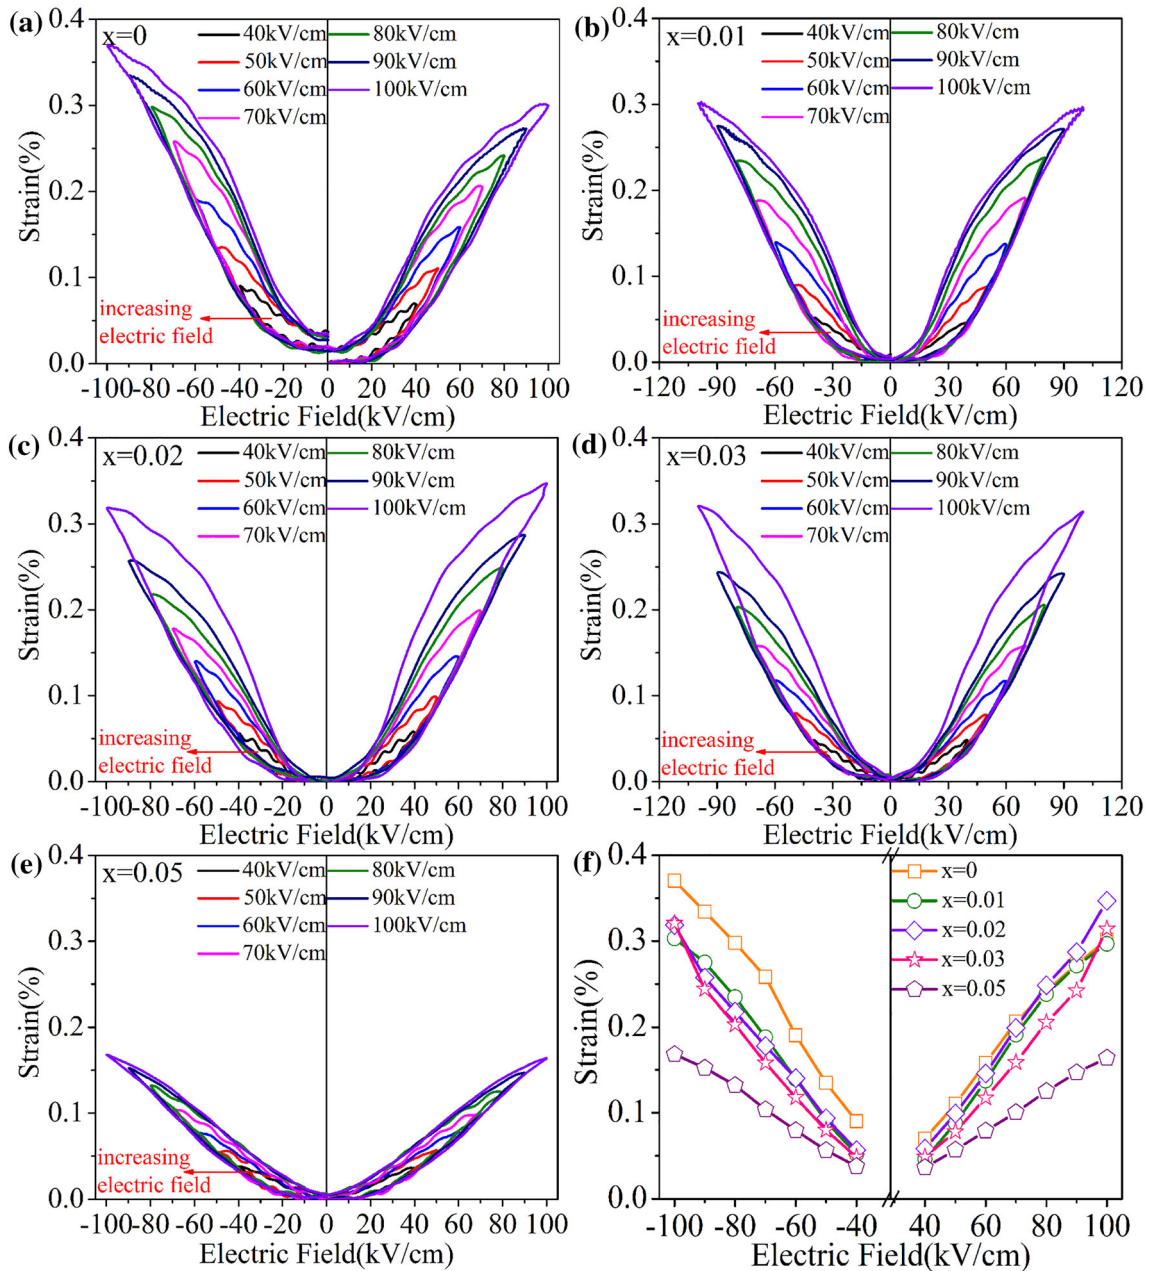 (a)
x=0
40kV/cm
50kV/cm
60kV/cm
70kV/cm
80kV/cm
90kV/cm
100kV/cm
increasing
electric field
Strain(%)
0.4
0.3
0.2
0.1
0.0
-100 -80 -60 -40 -20 0 20 40 60 80 100
Electric Field(kV/cm)
(b)
x=0.01
40kV/cm
50kV/cm
60kV/cm
70kV/cm
80kV/cm
90kV/cm
100kV/cm
increasing
electric field
Strain(%)
0.4
0.3
0.2
0.1
0.0
-120 -90 -60 -30 0 30 60 90 120
Electric Field(kV/cm)
(c)
x=0.02
40kV/cm
50kV/cm
60kV/cm
70kV/cm
80kV/cm
90kV/cm
100kV/cm
increasing
electric field
Strain(%)
0.4
0.3
0.2
0.1
0.0
-100 -80 -60 -40 -20 0 20 40 60 80 100
Electric Field(kV/cm)
(d)
x=0.03
40kV/cm
50kV/cm
60kV/cm
70kV/cm
80kV/cm
90kV/cm
100kV/cm
increasing
electric field
Strain(%)
0.4
0.3
0.2
0.1
0.0
-120 -90 -60 -30 0 30 60 90 120
Electric Field(kV/cm)
(e)
x=0.05
40kV/cm
50kV/cm
60kV/cm
70kV/cm
80kV/cm
90kV/cm
100kV/cm
increasing
electric field
Strain(%)
0.4
0.3
0.2
0.1
0.0
-100 -80 -60 -40 -20 0 20 40 60 80 100
Electric Field(kV/cm)
(f)
x=0
x=0.01
x=0.02
x=0.03
x=0.05
Strain(%)
0.4
0.3
0.2
0.1
0.0
-100 -80 -60 -40 40 60 80 100
Electric Field(kV/cm)